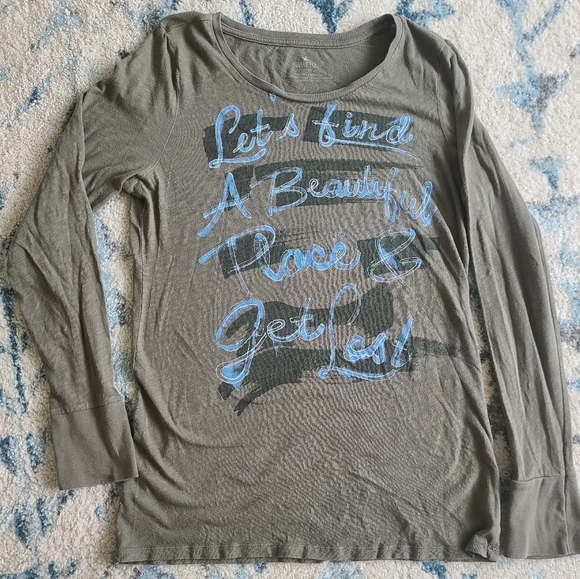 Let's find
A Beautiful
Place &
Get Lost